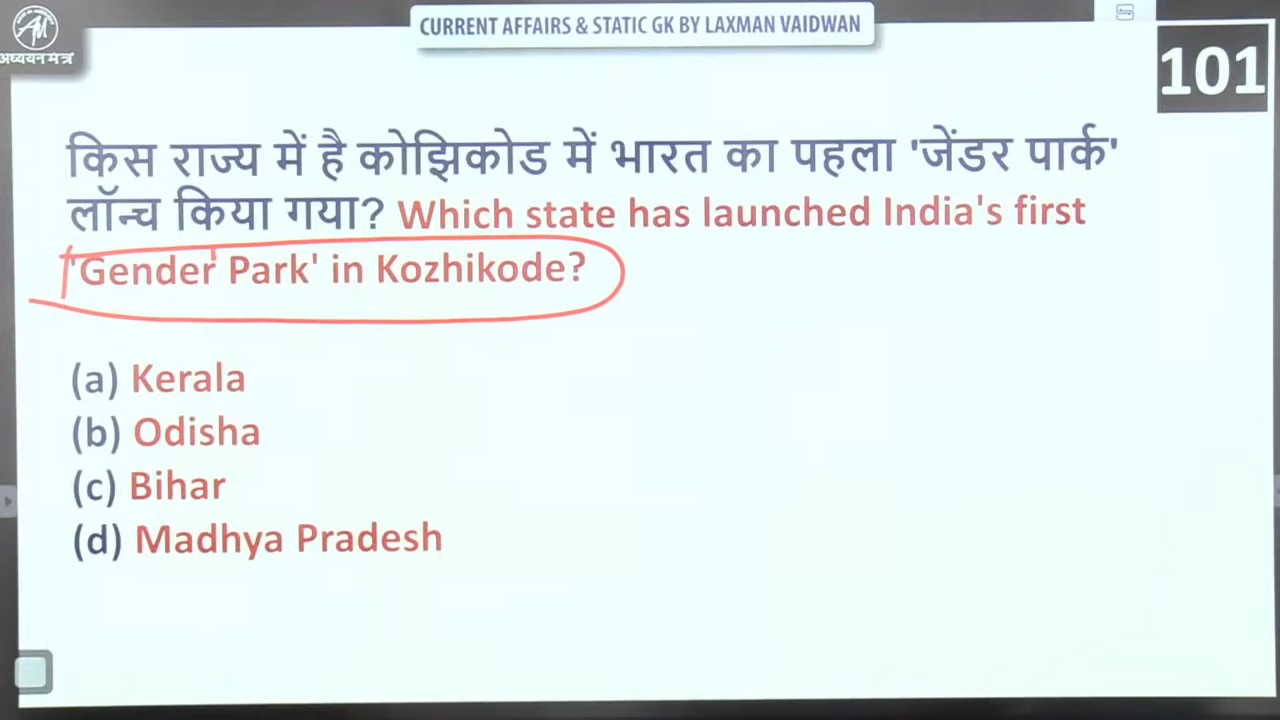 CURRENT AFFAIRS & STATIC GK BY LAXMAN VAIDWAN
AM
अध्ययन मंत्र
101
किस राज्य में है कोझिकोड में भारत का पहला 'जेंडर पार्क'
लॉन्च किया गया? Which state has launched India's first
'Gender Park' in Kozhikode?
(a) Kerala
(b) Odisha
(c) Bihar
(d) Madhya Pradesh